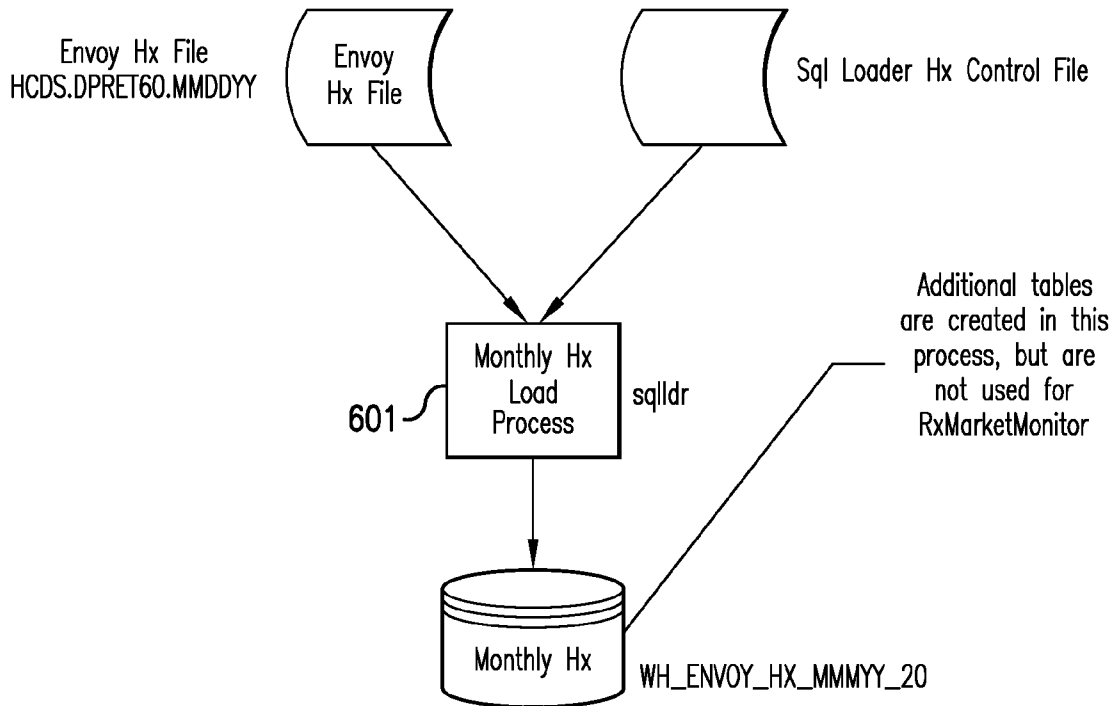 Envoy Hx File
HCDS.DPRET60.MMDDYY
Envoy
Hx File
Sql Loader Hx Control File
Additional tables
are created in this
process, but are
not used for
RxMarketMonitor
Monthly Hx
Load
Process
sqlldr
601
Monthly Hx
WH_ENVOY_HX_MMMYY_20